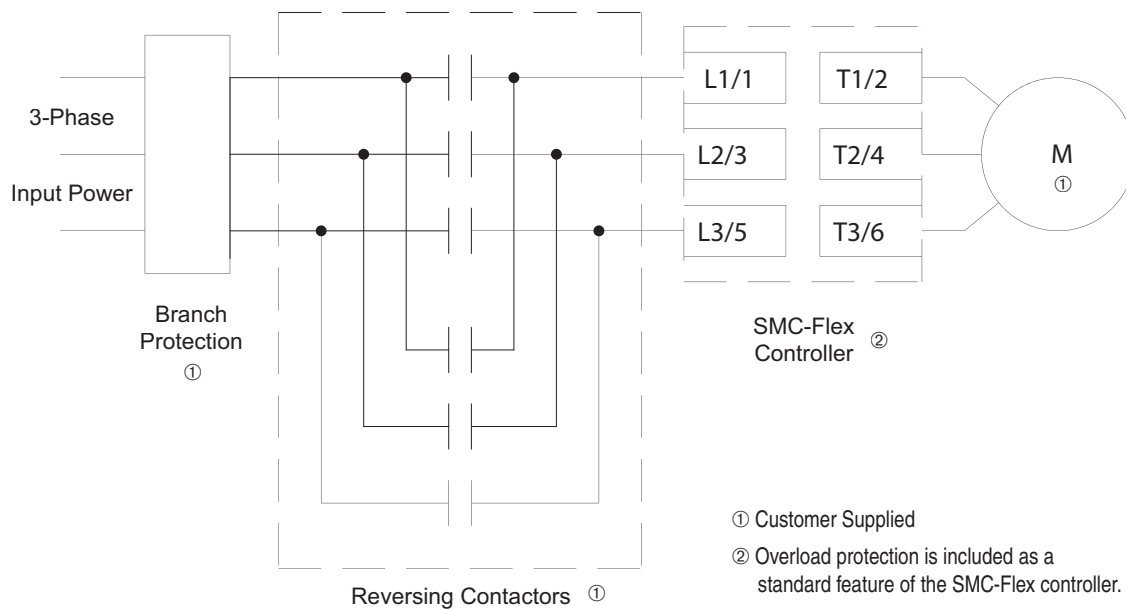 3-Phase
Input Power
Branch
Protection
①
Reversing Contactors ①
L1/1
T1/2
L2/3
T2/4
L3/5
T3/6
SMC-Flex
Controller ②
M
①
① Customer Supplied
② Overload protection is included as a
standard feature of the SMC-Flex controller.